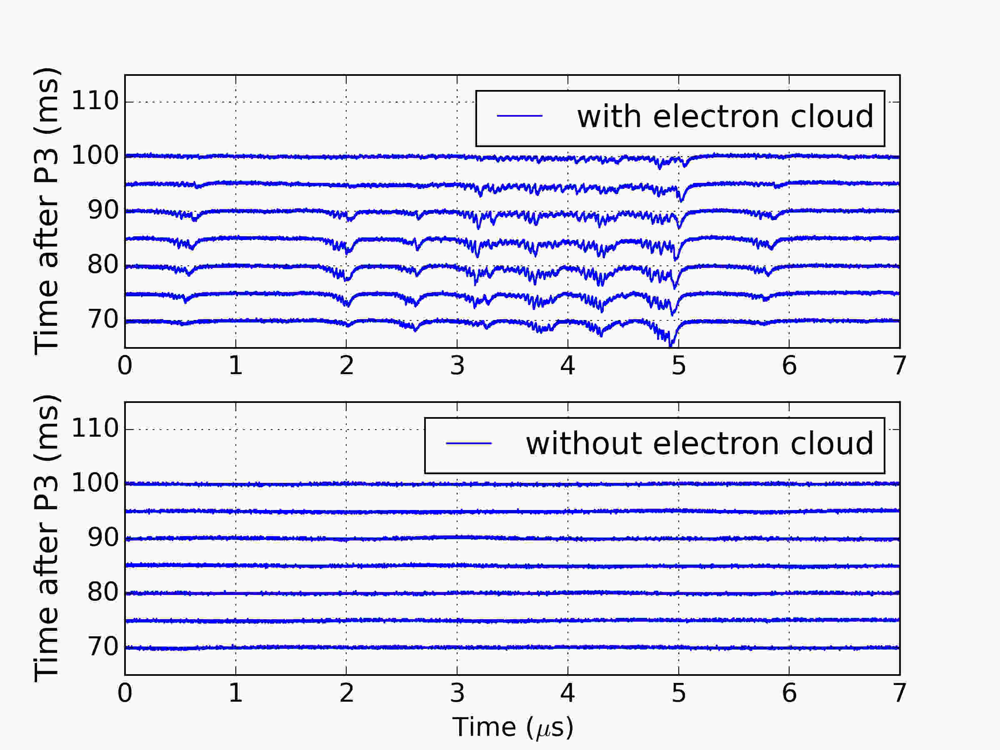 Time after P3 (ms)
110
100
90
80
70
with electron cloud
0 1 2 3 4 5 6 7
Time after P3 (ms)
110
100
90
80
70
without electron cloud
0 1 2 3 4 5 6 7
Time (μs)